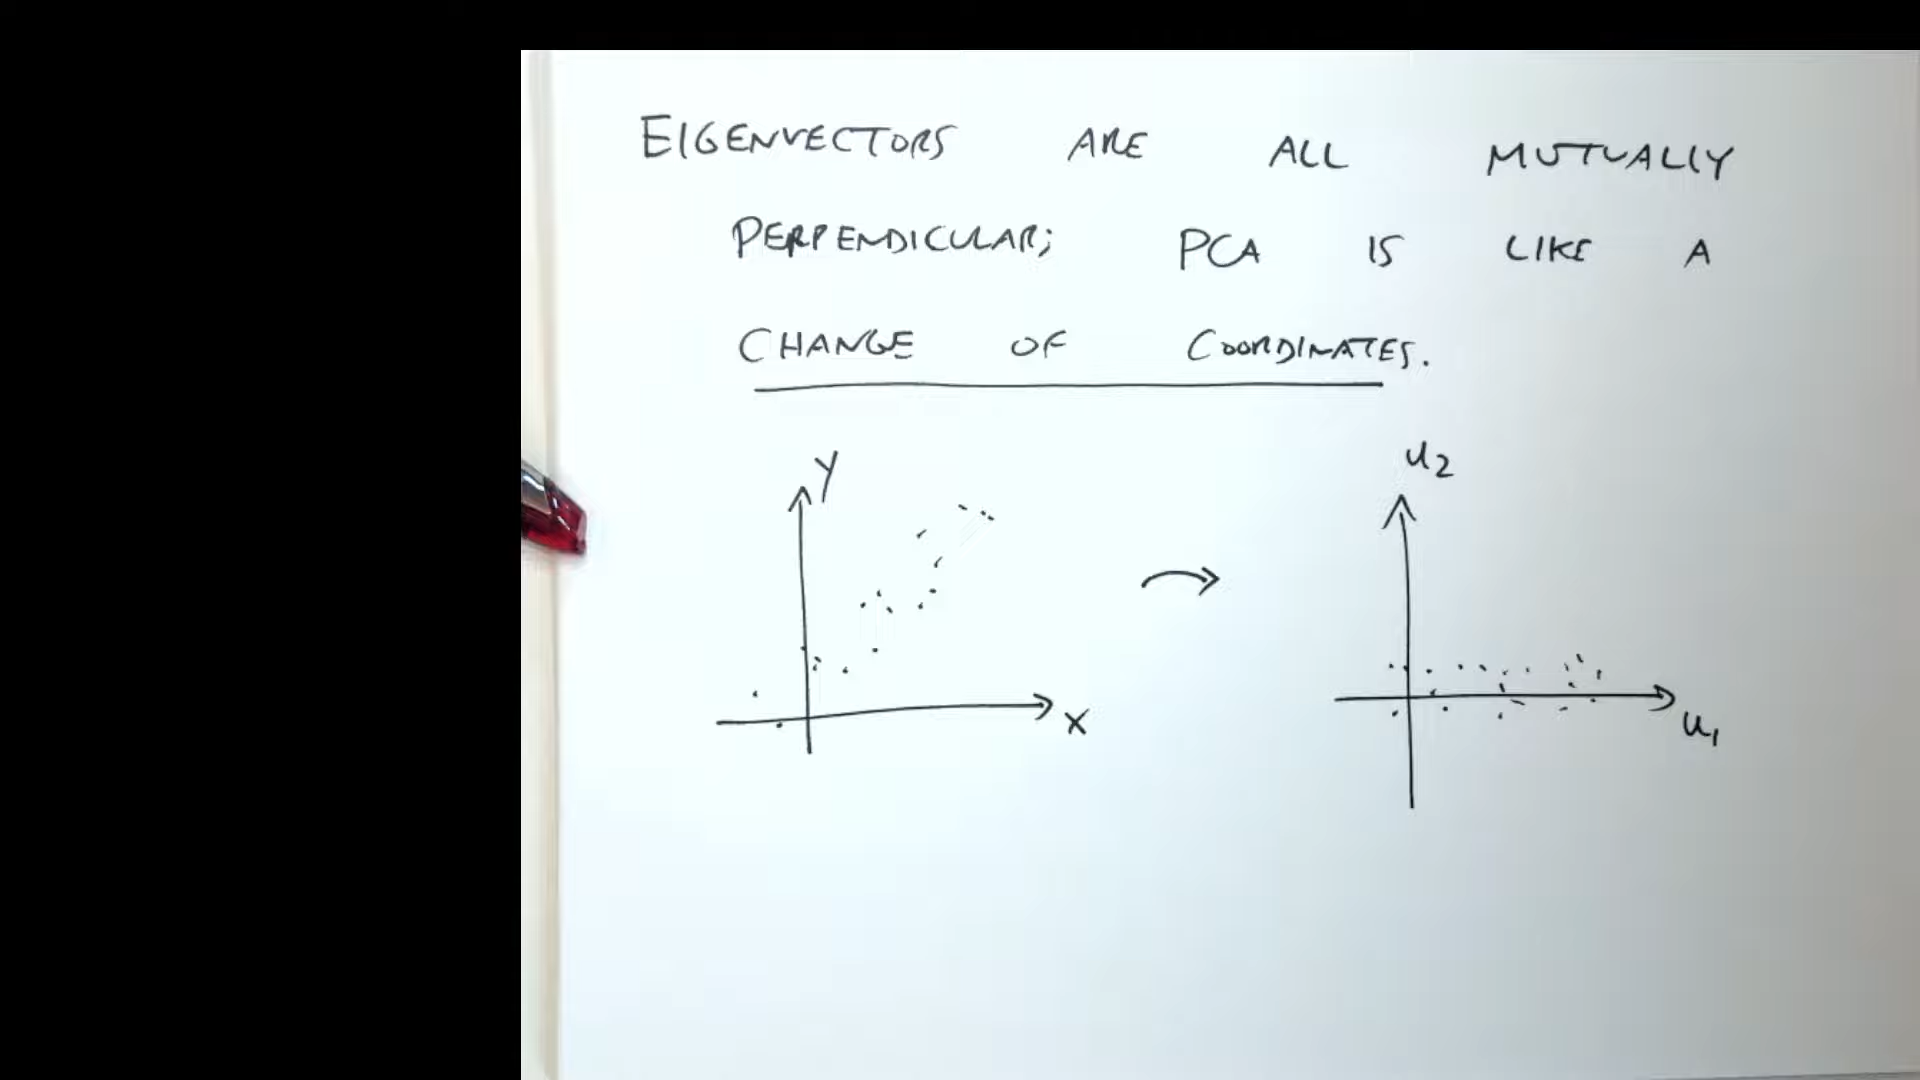 EIGENVECTORS ARE ALL MUTUALLY
PERPENDICULAR; PCA IS LIKE A
CHANGE OF COORDINATES.
y
x
u2
u1